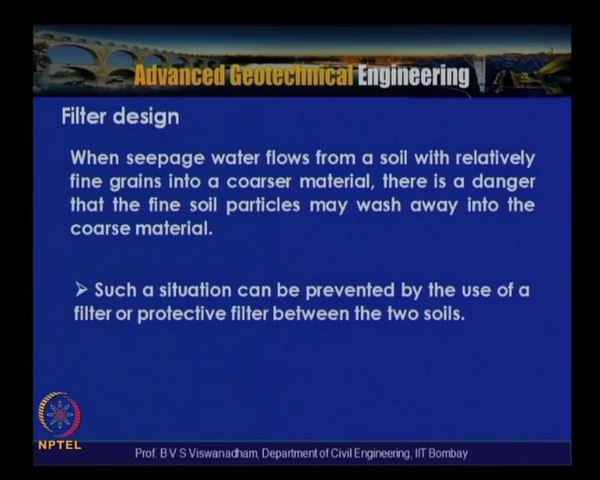 Advanced Geotechnical Engineering
Filter design
When seepage water flows from a soil with relatively
fine grains into a coarser material, there is a danger
that the fine soil particles may wash away into the
coarse material.
➢ Such a situation can be prevented by the use of a
filter or protective filter between the two soils.
NPTEL
Prof. B V S Viswanadham, Department of Civil Engineering, IIT Bombay